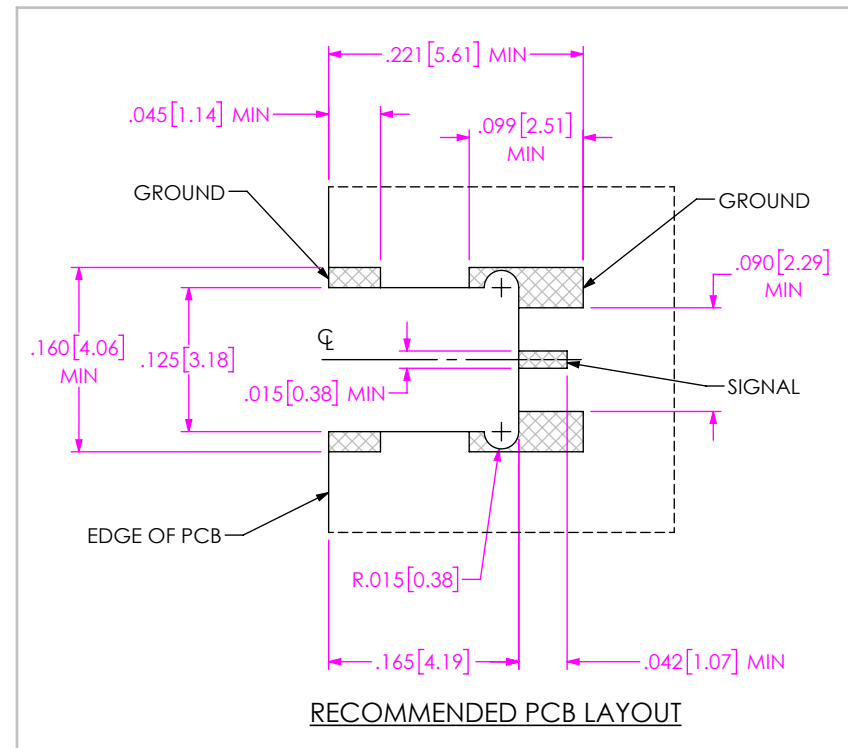 .221[5.61] MIN
.045[1.14] MIN
.099[2.51]
MIN
GROUND
GROUND
.090[2.29]
MIN
.160[4.06]
MIN
.125[3.18]
℄
.015[0.38] MIN
SIGNAL
EDGE OF PCB
R.015[0.38]
.165[4.19]
.042[1.07] MIN
RECOMMENDED PCB LAYOUT